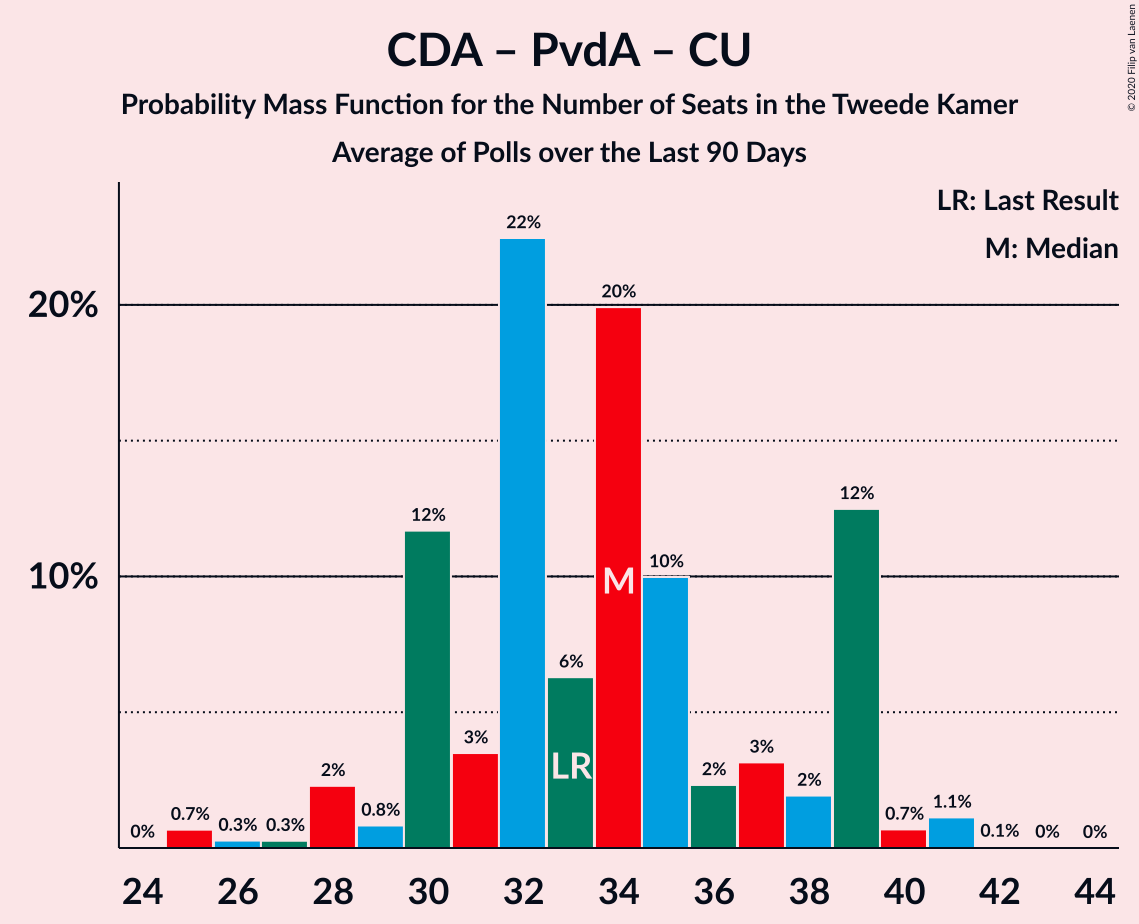 CDA – PvdA – CU
Probability Mass Function for the Number of Seats in the Tweede Kamer
Average of Polls over the Last 90 Days
© 2020 Filip van Laenen
LR: Last Result
M: Median
20%
10%
0%
0.7%
0.3%
0.3%
2%
0.8%
12%
3%
22%
6%
20%
10%
2%
3%
2%
12%
0.7%
1.1%
0.1%
0%
0%
LR
M
24 26 28 30 32 34 36 38 40 42 44